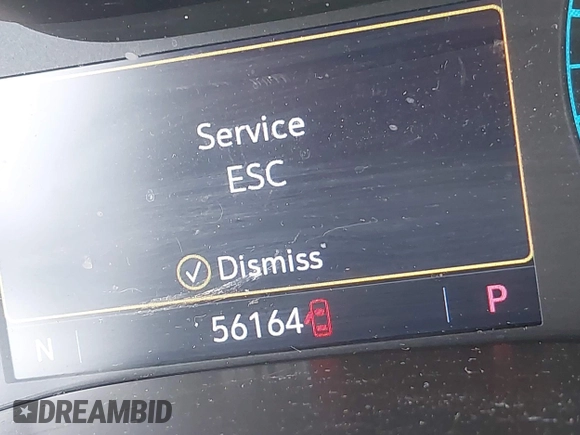 Service
ESC
Dismiss
N 56164 P
DREAMBID